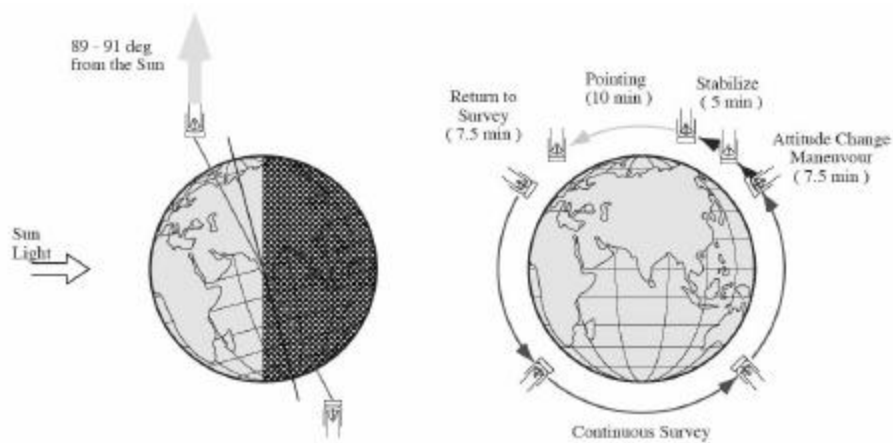 89 - 91 deg
from the Sun
Sun
Light
Return to
Survey
( 7.5 min )
Pointing
(10 min )
Stabilize
( 5 min )
Attitude Change
Maneuvour
( 7.5 min )
Continuous Survey